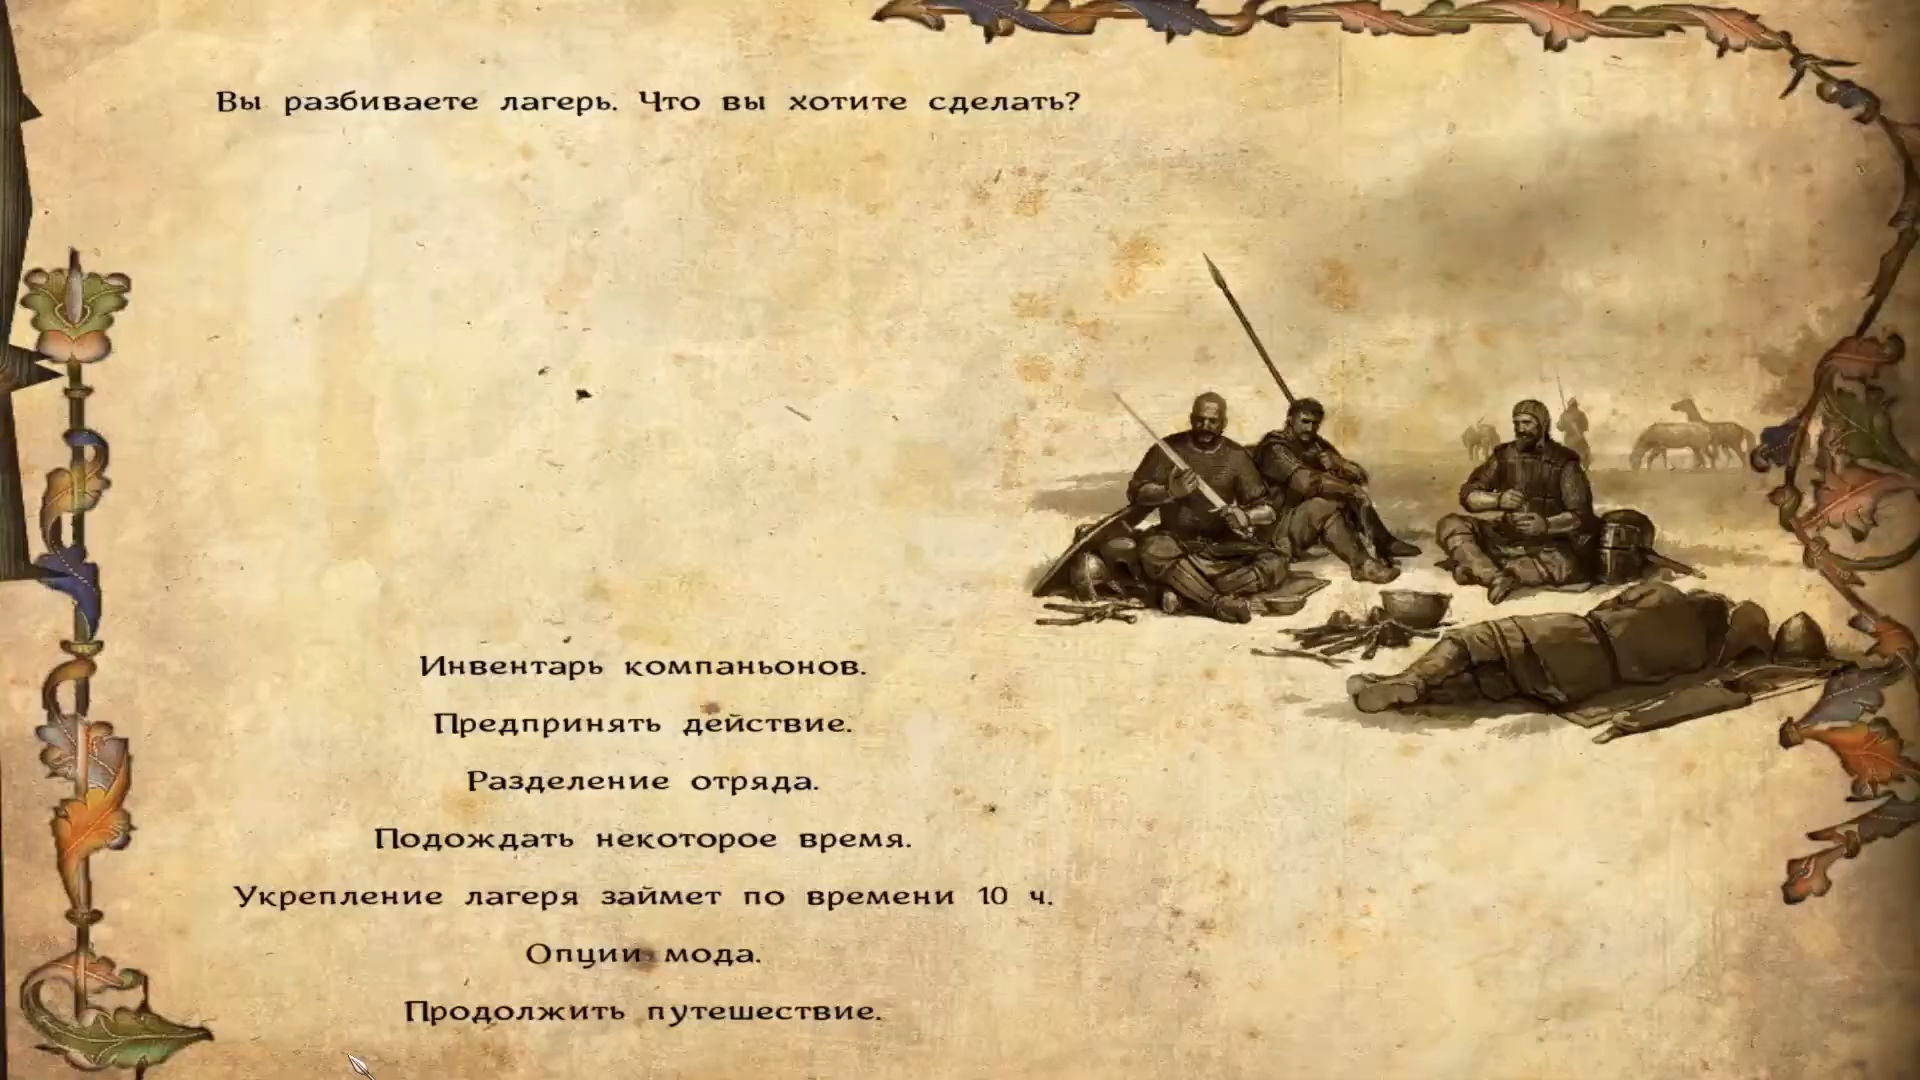 Вы разбиваете лагерь. Что вы хотите сделать?
Инвентарь компаньонов.
Предпринять действие.
Разделение отряда.
Подождать некоторое время.
Укрепление лагеря займет по времени 10 ч.
Опции мода.
Продолжить путешествие.